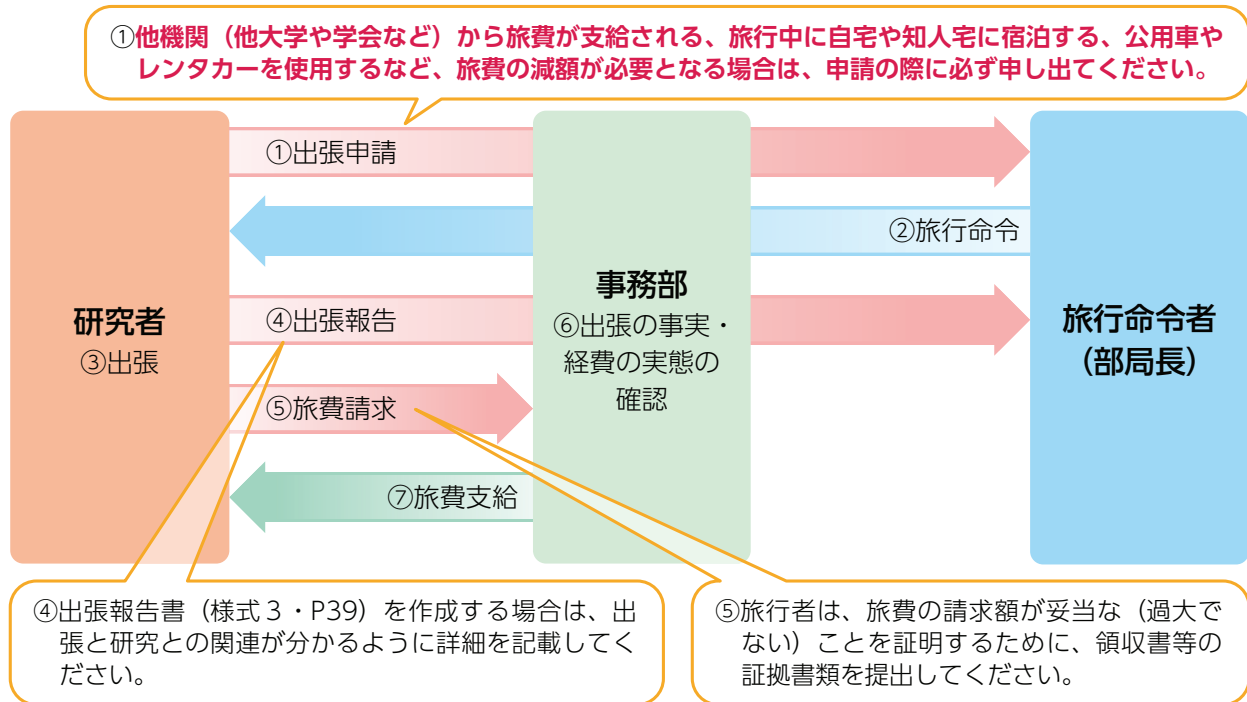 ①他機関（他大学や学会など）から旅費が支給される、旅行中に自宅や知人宅に宿泊する、公用車や
レンタカーを使用するなど、旅費の減額が必要となる場合は、申請の際に必ず申し出てください。
①出張申請
②旅行命令
研究者
③出張
④出張報告
事務部
⑥出張の事実・
経費の実態の
確認
旅行命令者
（部局長）
⑤旅費請求
⑦旅費支給
④出張報告書（様式３・P39）を作成する場合は、出
張と研究との関連が分かるように詳細を記載してく
ださい。
⑤旅行者は、旅費の請求額が妥当な（過大で
ない）ことを証明するために、領収書等の
証拠書類を提出してください。